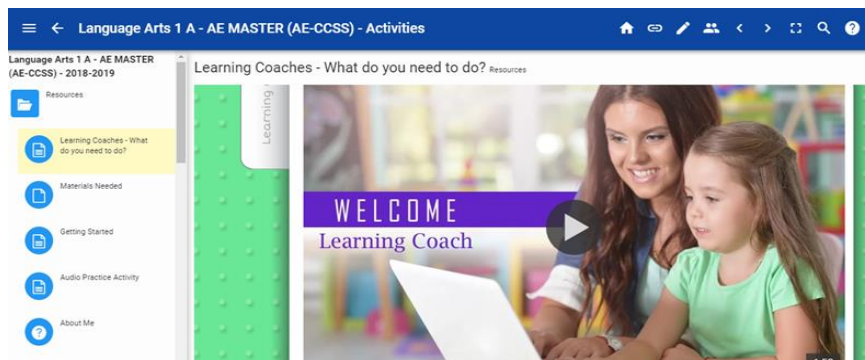 Language Arts 1 A - AE MASTER (AE-CCSS) - Activities
Language Arts 1 A - AE MASTER
(AE-CCSS) - 2018-2019
Resources
Learning Coaches - What
do you need to do?
Materials Needed
Getting Started
Audio Practice Activity
About Me
Learning Coaches - What do you need to do? Resources
Learning
WELCOME
Learning Coach